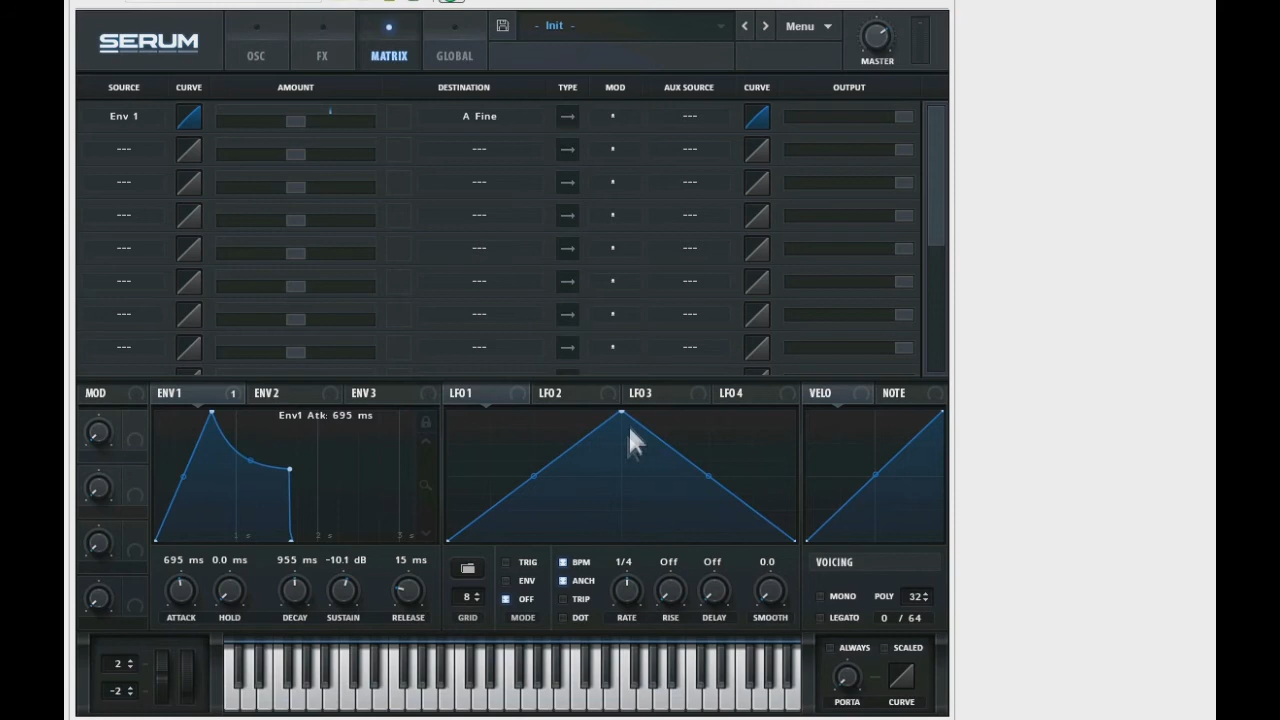 SERUM
OSC
FX
MATRIX
GLOBAL
- Init -
Menu
MASTER
SOURCE CURVE AMOUNT DESTINATION TYPE MOD AUX SOURCE CURVE OUTPUT
Env 1 A Fine * ---
--- --- * ---
--- --- * ---
--- --- * ---
--- --- * ---
--- --- * ---
--- --- * ---
--- --- * ---
MOD ENV 1 1 ENV 2 ENV 3 LFO 1 LFO 2 LFO 3 LFO 4 VELO NOTE
Env1 Atk: 695 ms
1 s 2 s 3 s
695 ms 0.0 ms 955 ms -10.1 dB 15 ms
ATTACK HOLD DECAY SUSTAIN RELEASE
8
GRID
TRIG
ENV
OFF
MODE
BPM
ANCH
TRIP
DOT
1/4 Off Off 0.0
RATE RISE DELAY SMOOTH
VOICING
MONO POLY 32
LEGATO 0 / 64
2
-2
ALWAYS SCALED
PORTA CURVE